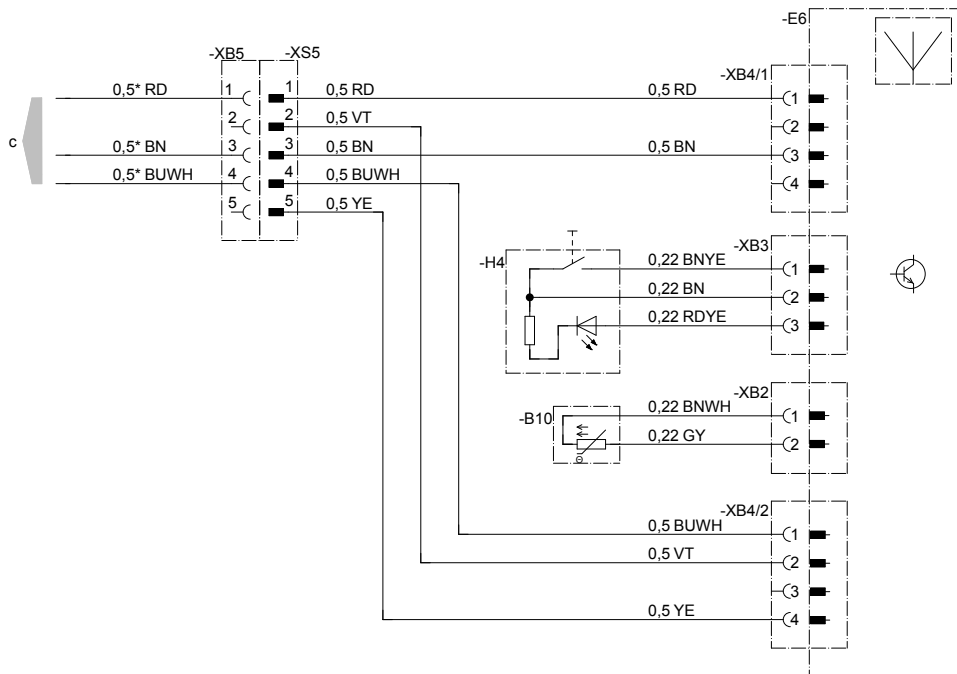 -E6
-XB5 -XS5
-XB4/1
0,5* RD 1 1 0,5 RD 0,5 RD 1
2 2 0,5 VT 2
c
0,5* BN 3 3 0,5 BN 0,5 BN 3
0,5* BUWH 4 4 0,5 BUWH 4
5 5 0,5 YE
-XB3
-H4 0,22 BNYE 1
0,22 BN 2
0,22 RDYE 3
-XB2
-B10 0,22 BNWH 1
0,22 GY 2
Θ
-XB4/2
0,5 BUWH 1
0,5 VT 2
3
0,5 YE 4